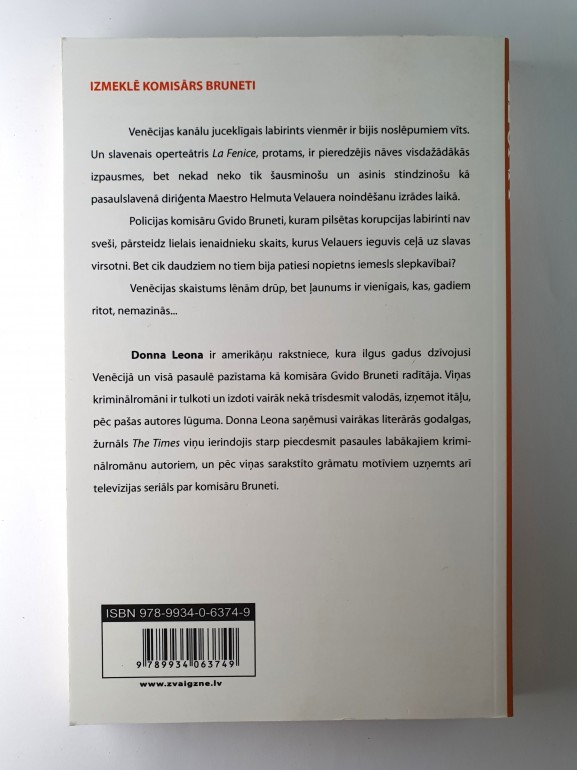 IZMEKLĒ KOMISĀRS BRUNETI
Venēcijas kanālu juceklīgais labirints vienmēr ir bijis noslēpumiem vīts.
Un slavenais operteātris La Fenice, protams, ir pieredzējis nāves visdažādākās
izpausmes, bet nekad neko tik šausminošu un asinis stindzinošu kā
pasaulslavenā diriģenta Maestro Helmuta Velauera noindēšanu izrādes laikā.
Policijas komisāru Gvido Bruneti, kuram pilsētas korupcijas labirinti nav
sveši, pārsteidz lielais ienaidnieku skaits, kurus Velauers ieguvis ceļā uz slavas
virsotni. Bet cik daudziem no tiem bija patiesi nopietns iemesls slepkavībai?
Venēcijas skaistums lēnām drūp, bet ļaunums ir vienīgais, kas, gadiem
ritot, nemazinās...
Donna Leona ir amerikāņu rakstniece, kura ilgus gadus dzīvojusi
Venēcijā un visā pasaulē pazīstama kā komisāra Gvido Bruneti radītāja. Viņas
kriminālromāni ir tulkoti un izdoti vairāk nekā trīsdesmit valodās, izņemot itāļu,
pēc pašas autores lūguma. Donna Leona saņēmusi vairākas literārās godalgas,
žurnāls The Times viņu ierindojis starp piecdesmit pasaules labākajiem krimi-
nālromānu autoriem, un pēc viņas sarakstīto grāmatu motīviem uzņemts arī
televīzijas seriāls par komisāru Bruneti.
ISBN 978-9934-0-6374-9
9 789934 063749
www.zvaigzne.lv